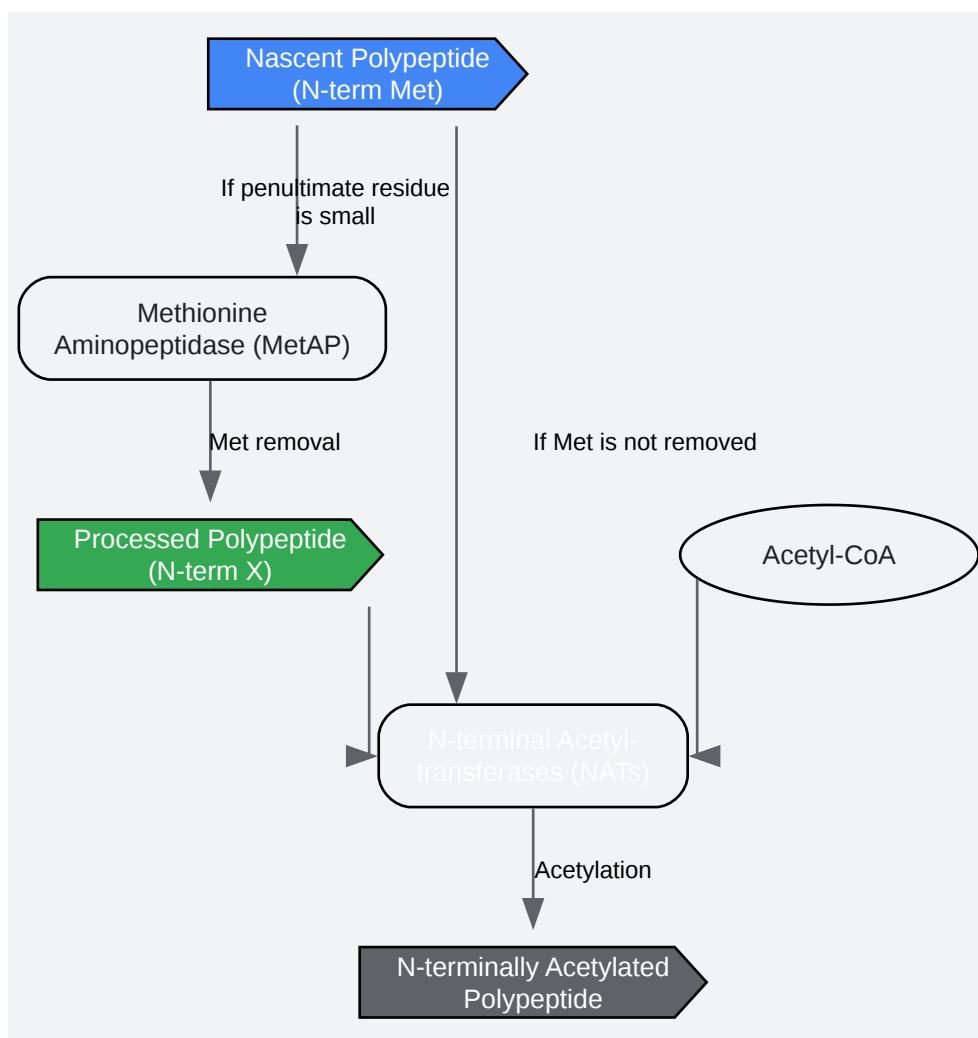 Nascent Polypeptide
(N-term Met)
If penultimate residue
is small
Methionine
Aminopeptidase (MetAP)
Met removal
If Met is not removed
Processed Polypeptide
(N-term X)
Acetyl-CoA
N-terminal Acetyl-
transferases (NATs)
Acetylation
N-terminally Acetylated
Polypeptide